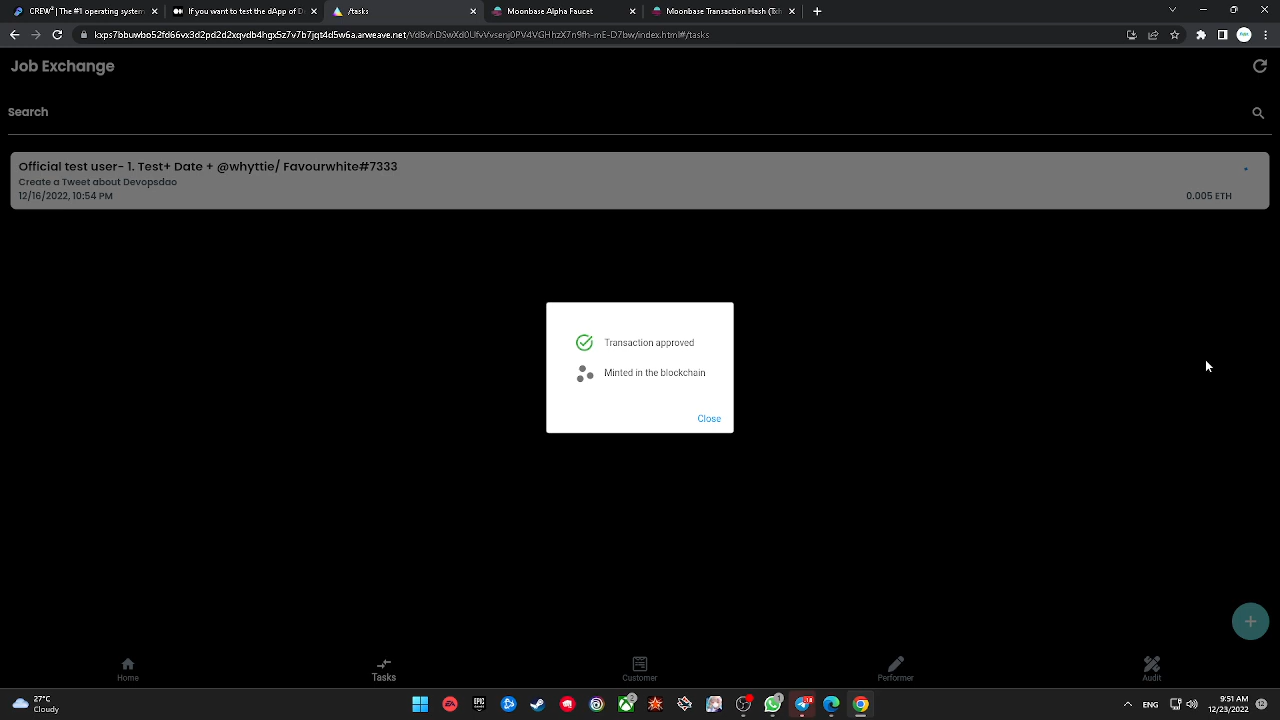 CREW³ | The #1 operating system
If you want to test the dApp of D
/tasks
Moonbase Alpha Faucet
Moonbase Transaction Hash (Txh
Job Exchange
Search
Official test user- 1. Test+ Date + @whyttie/ Favourwhite#7333
Create a Tweet about Devopsdao
12/16/2022, 10:54 PM
0.005 ETH
Transaction approved
Minted in the blockchain
Close
Home
Tasks
Customer
Performer
Audit
27°C
Cloudy
ENG
9:51 AM
12/23/2022